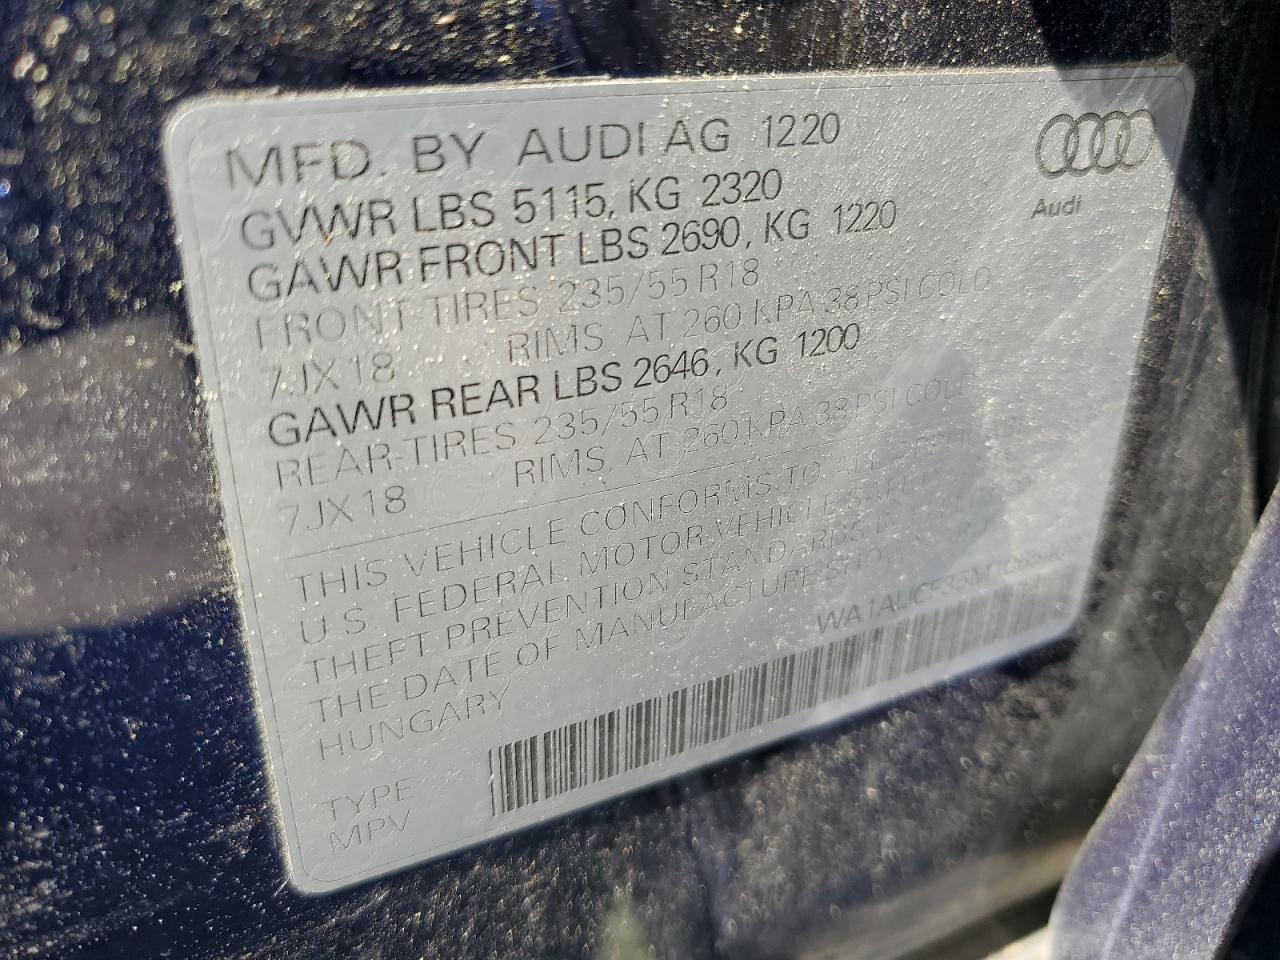 MFD. BY AUDI AG 1220
GVWR LBS 5115, KG 2320
GAWR FRONT LBS 2690, KG 1220
FRONT-TIRES 235/55 R18
7JX18 RIMS, AT 260 KPA 38 PSI COLD
GAWR REAR LBS 2646, KG 1200
REAR-TIRES 235/55 R18
7JX18 RIMS, AT 260 KPA 38 PSI COLD
THIS VEHICLE CONFORMS TO ALL
U.S. FEDERAL MOTOR VEHICLE SAFETY
THEFT PREVENTION STANDARDS IN
THE DATE OF MANUFACTURE SHOWN
HUNGARY
TYPE
MPV
Audi